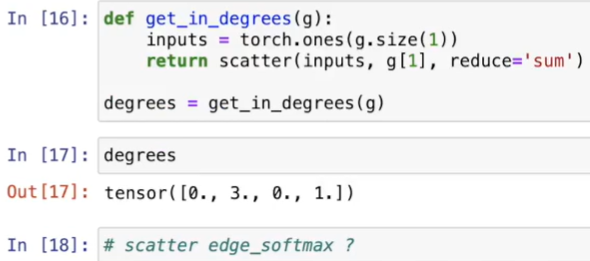 In [16]: def get_in_degrees(g):
    inputs = torch.ones(g.size(1))
    return scatter(inputs, g[1], reduce='sum')
degrees = get_in_degrees(g)
In [17]: degrees
Out[17]: tensor([0., 3., 0., 1.])
In [18]: # scatter edge_softmax ?